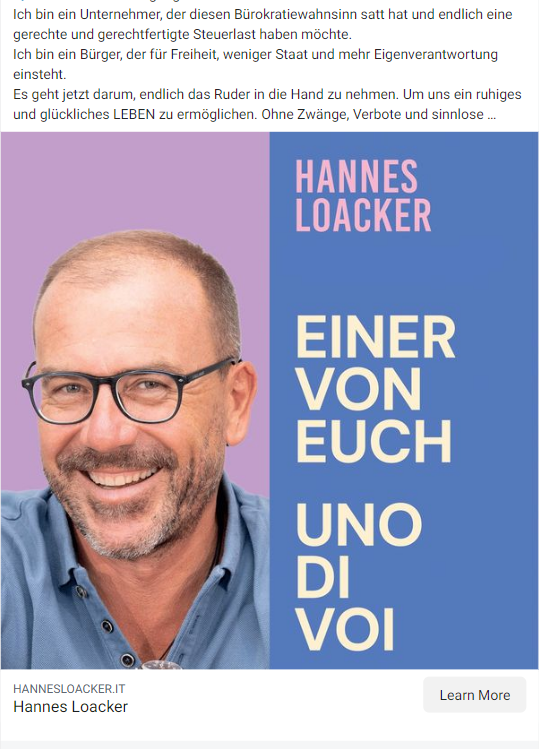 Ich bin ein Unternehmer, der diesen Bürokratiewahnsinn satt hat und endlich eine
gerechte und gerechtfertigte Steuerlast haben möchte.
Ich bin ein Bürger, der für Freiheit, weniger Staat und mehr Eigenverantwortung
einsteht.
Es geht jetzt darum, endlich das Ruder in die Hand zu nehmen. Um uns ein ruhiges
und glückliches LEBEN zu ermöglichen. Ohne Zwänge, Verbote und sinnlose ...
HANNES
LOACKER
EINER
VON
EUCH
UNO
DI
VOI
HANNESLOACKER.IT
Hannes Loacker
Learn More